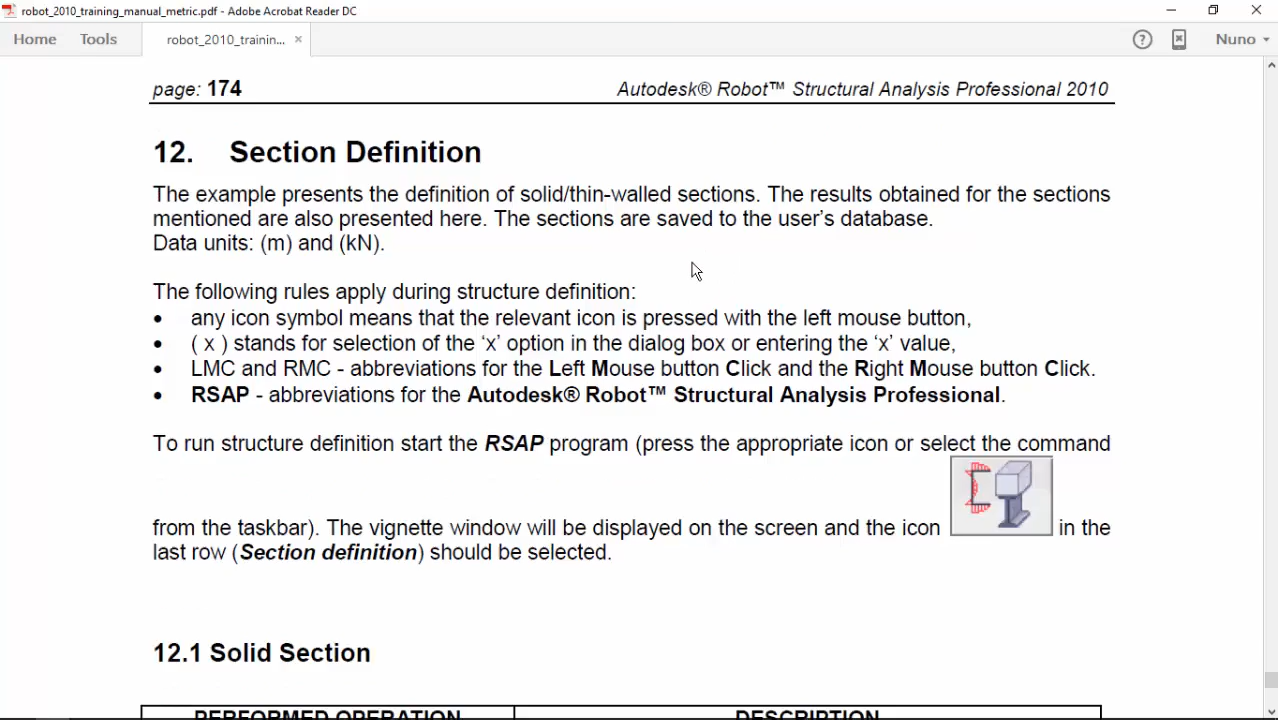 robot_2010_training_manual_metric.pdf - Adobe Acrobat Reader DC
Home Tools robot_2010_trainin... × ? Nuno
page: 174 Autodesk® Robot™ Structural Analysis Professional 2010
12. Section Definition
The example presents the definition of solid/thin-walled sections. The results obtained for the sections
mentioned are also presented here. The sections are saved to the user's database.
Data units: (m) and (kN).
The following rules apply during structure definition:
• any icon symbol means that the relevant icon is pressed with the left mouse button,
• ( x ) stands for selection of the 'x' option in the dialog box or entering the 'x' value,
• LMC and RMC - abbreviations for the Left Mouse button Click and the Right Mouse button Click.
• RSAP - abbreviations for the Autodesk® Robot™ Structural Analysis Professional.
To run structure definition start the RSAP program (press the appropriate icon or select the command
from the taskbar). The vignette window will be displayed on the screen and the icon in the
last row (Section definition) should be selected.
12.1 Solid Section
PERFORMED OPERATION DESCRIPTION